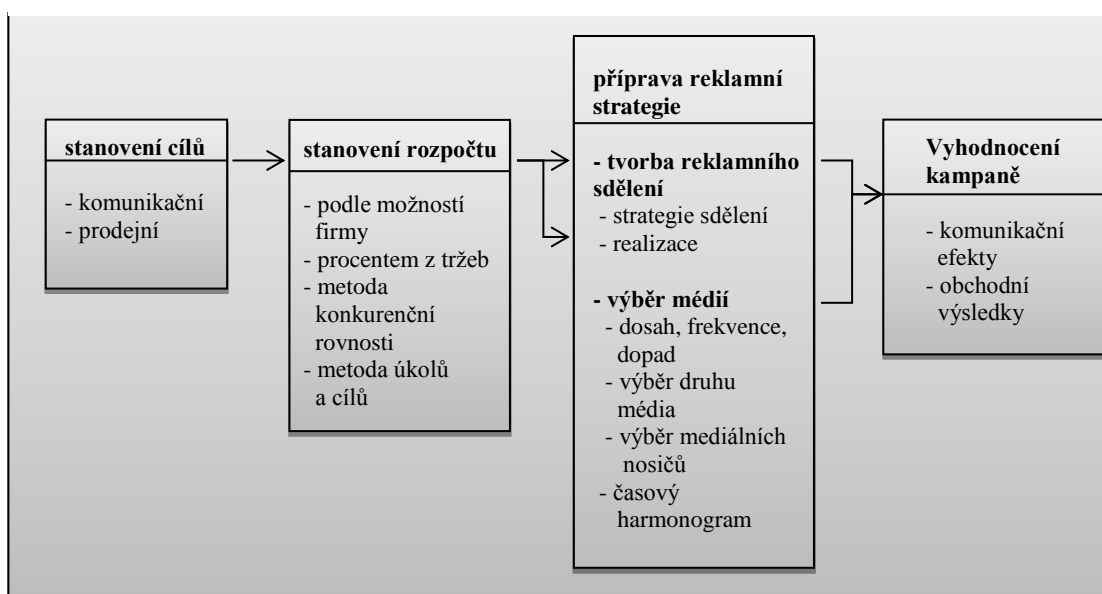 stanovení cílů
- komunikační
- prodejní
stanovení rozpočtu
- podle možností
firmy
- procentem z tržeb
- metoda
konkurenční
rovnosti
- metoda úkolů
a cílů
příprava reklamní
strategie
- tvorba reklamního
sdělení
- strategie sdělení
- realizace
- výběr médií
- dosah, frekvence,
dopad
- výběr druhu
média
- výběr mediálních
nosičů
- časový
harmonogram
Vyhodnocení
kampaně
- komunikační
efekty
- obchodní
výsledky